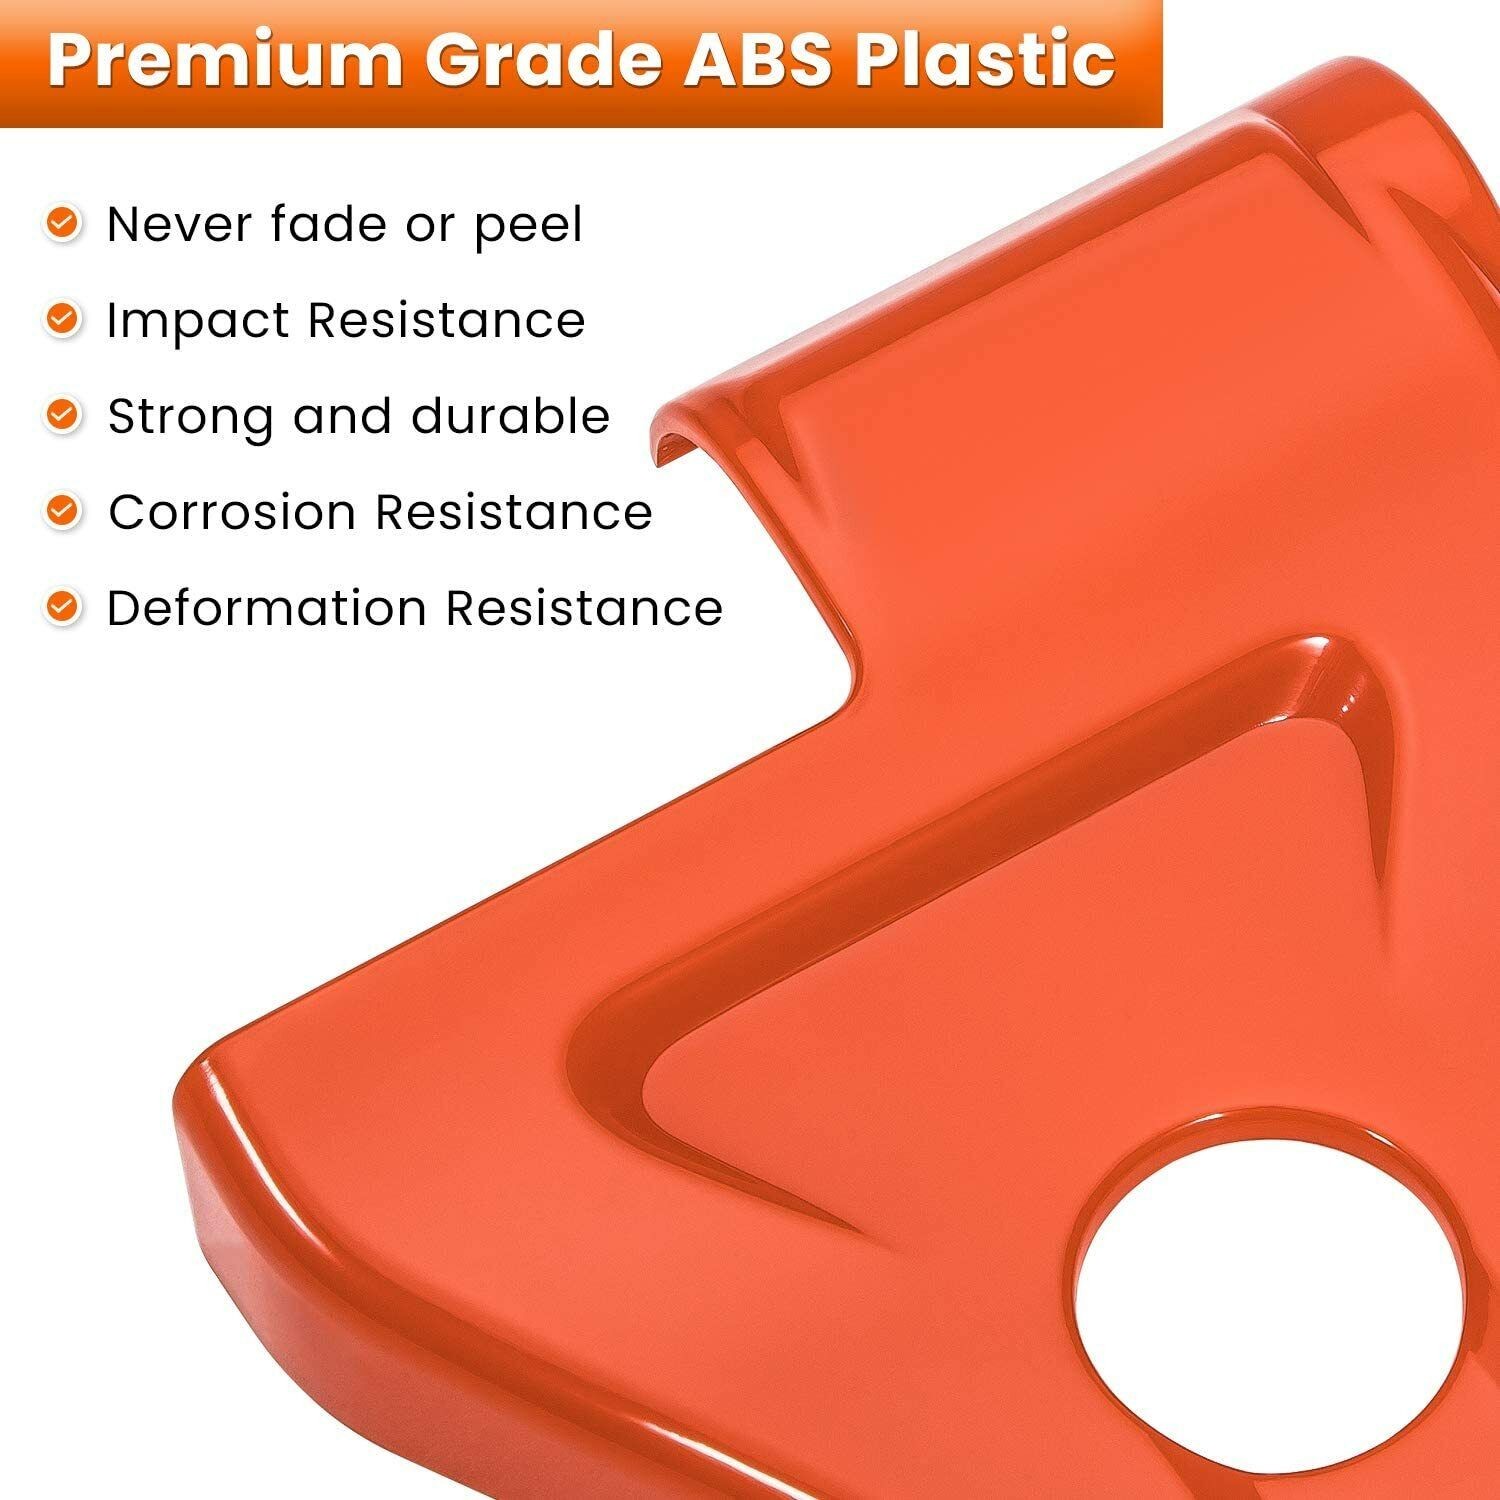 Premium Grade ABS Plastic
Never fade or peel
Impact Resistance
Strong and durable
Corrosion Resistance
Deformation Resistance